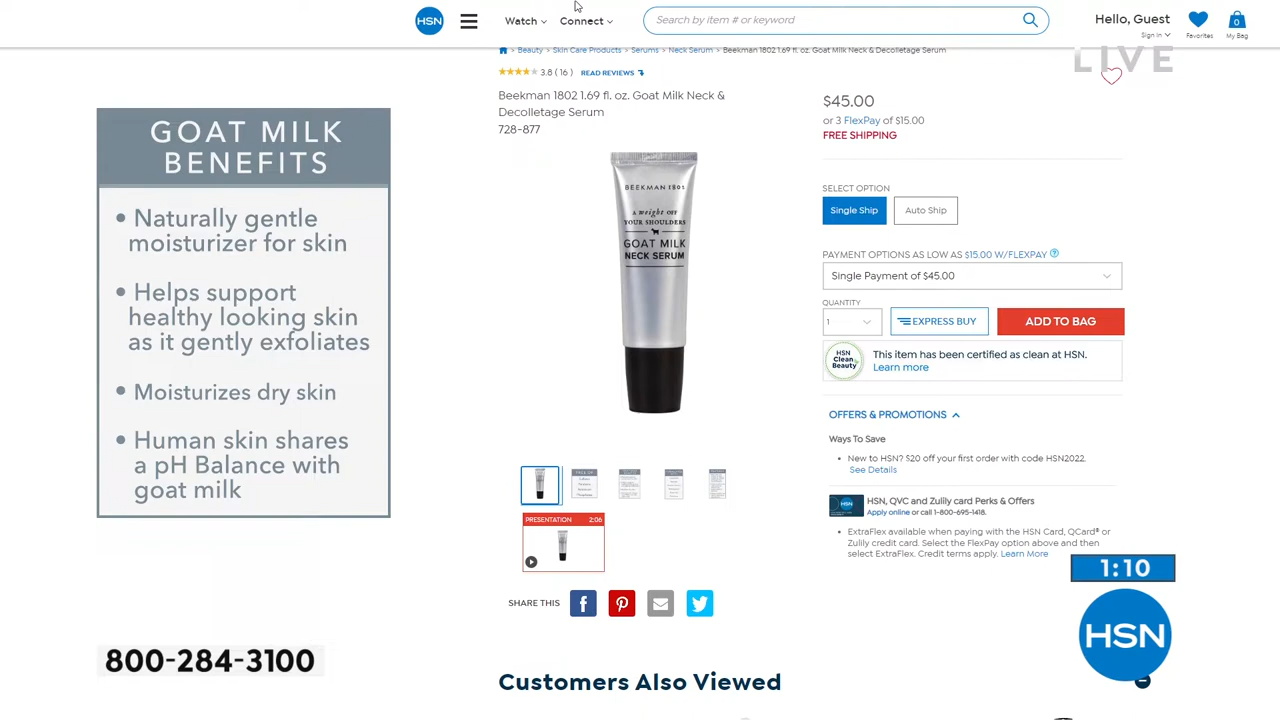 HSN
Watch
Connect
Search by item # or keyword
Hello, Guest
Sign in
Favorites
0
My Bag
LIVE
> Beauty > Skin Care Products > Serums > Neck Serum > Beekman 1802 1.69 fl. oz. Goat Milk Neck & Decolletage Serum
3.8 ( 16 ) READ REVIEWS
Beekman 1802 1.69 fl. oz. Goat Milk Neck &
Decolletage Serum
728-877
GOAT MILK
BENEFITS
• Naturally gentle
moisturizer for skin
• Helps support
healthy looking skin
as it gently exfoliates
• Moisturizes dry skin
• Human skin shares
a pH Balance with
goat milk
800-284-3100
BEEKMAN 1802
a weight off
YOUR SHOULDERS
GOAT MILK
NECK SERUM
PRESENTATION 2:06
SHARE THIS
$45.00
or 3 FlexPay of $15.00
FREE SHIPPING
SELECT OPTION
Single Ship
Auto Ship
PAYMENT OPTIONS AS LOW AS $15.00 W/FLEXPAY
Single Payment of $45.00
QUANTITY
1
EXPRESS BUY
ADD TO BAG
HSN
Clean
Beauty
This item has been certified as clean at HSN.
Learn more
OFFERS & PROMOTIONS
Ways To Save
• New to HSN? $20 off your first order with code HSN2022.
See Details
HSN, QVC and Zulily card Perks & Offers
Apply online or call 1-800-695-1418.
• ExtraFlex available when paying with the HSN Card, QCard® or
Zulily credit card. Select the FlexPay option above and then
select ExtraFlex. Credit terms apply. Learn More
1:10
HSN
Customers Also Viewed